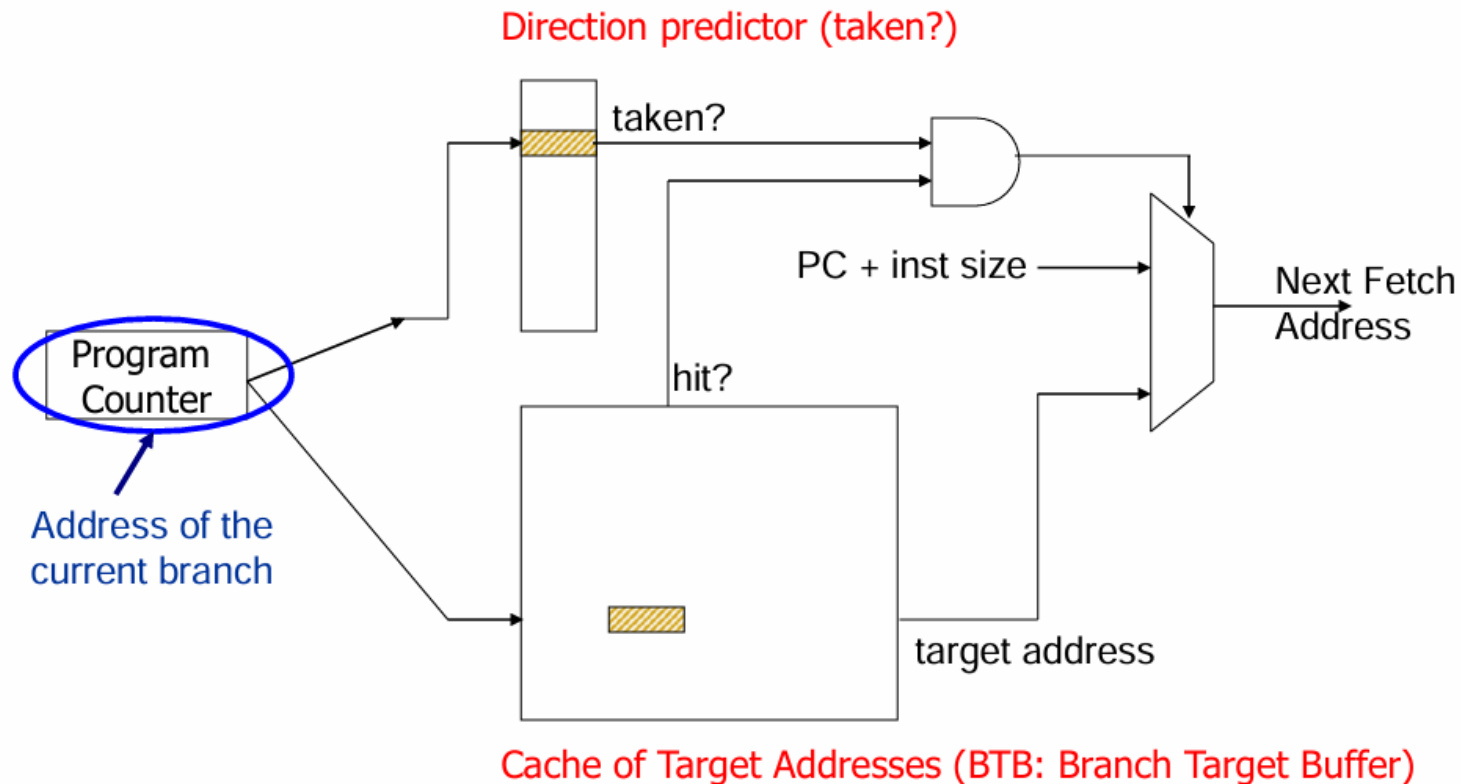 Direction predictor (taken?)
taken?
PC + inst size
Next Fetch
Address
Program
Counter
hit?
Address of the
current branch
target address
Cache of Target Addresses (BTB: Branch Target Buffer)